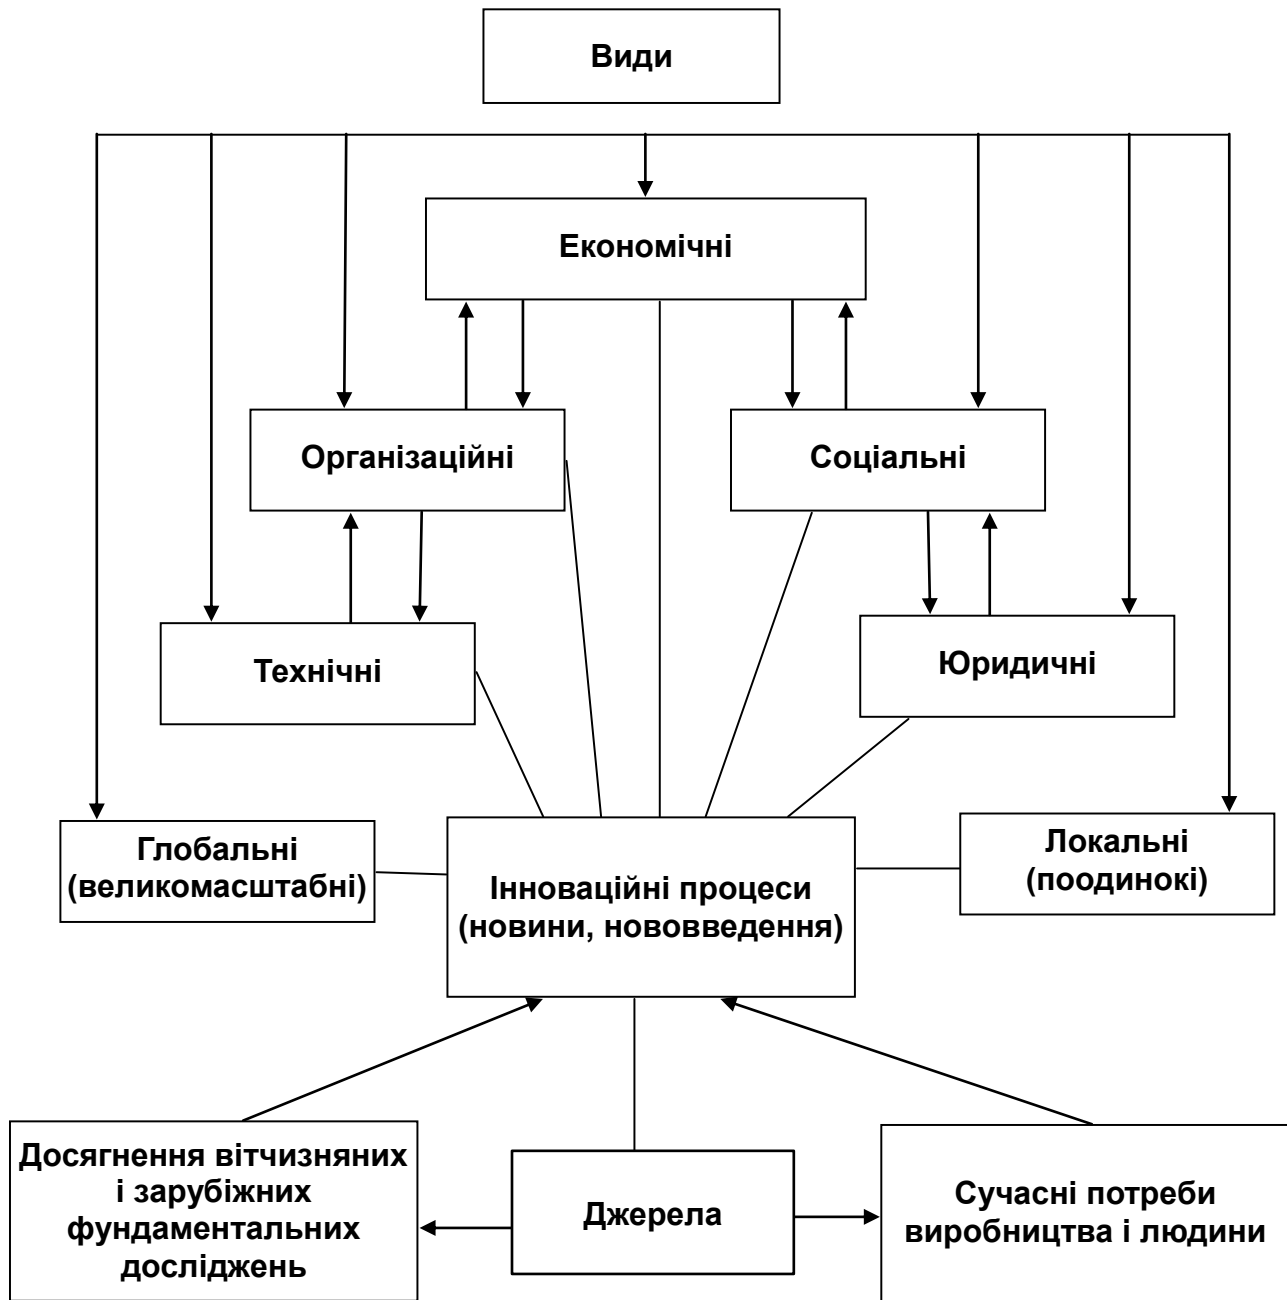 Види
Економічні
Організаційні
Соціальні
Технічні
Юридичні
Глобальні
(великомасштабні)
Інноваційні процеси
(новини, нововведення)
Локальні
(поодинокі)
Досягнення вітчизняних
і зарубіжних
фундаментальних
досліджень
Джерела
Сучасні потреби
виробництва і людини